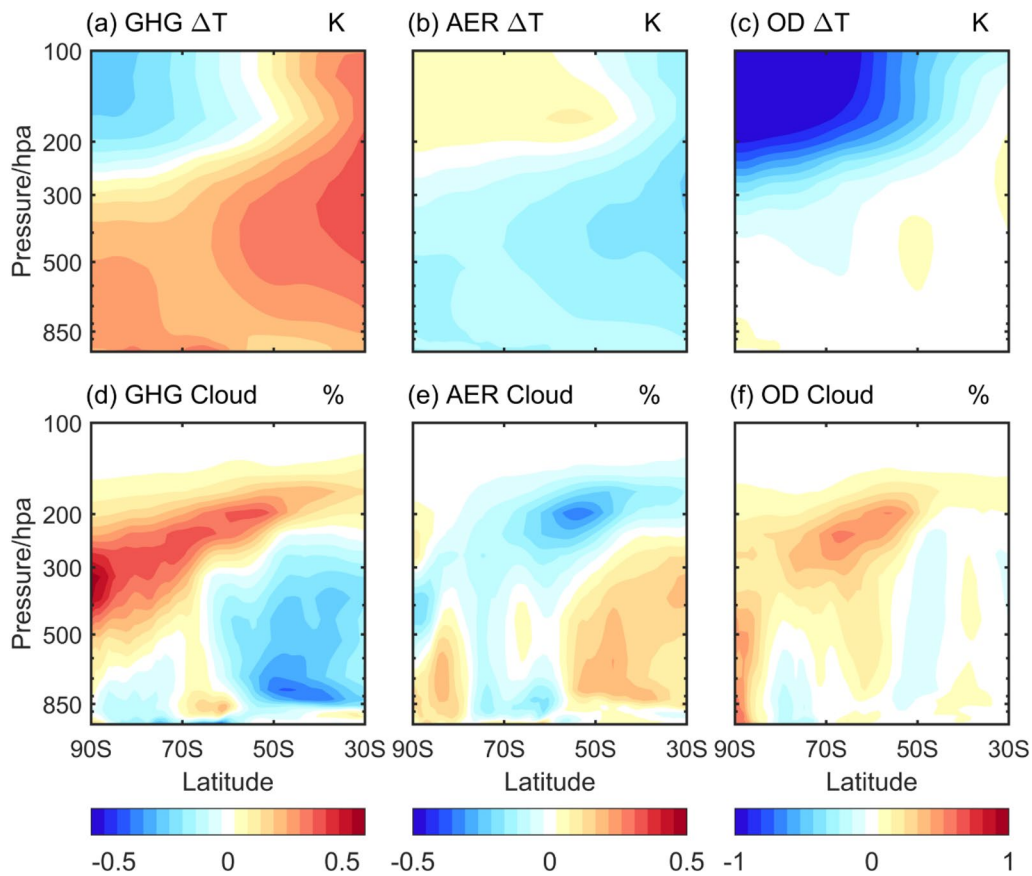 (a) GHG ΔT K (b) AER ΔT K (c) OD ΔT K
100
200
300
500
850
Pressure/hpa
(d) GHG Cloud % (e) AER Cloud % (f) OD Cloud %
100
200
300
500
850
Pressure/hpa
90S 70S 50S 30S 90S 70S 50S 30S 90S 70S 50S 30S
Latitude Latitude Latitude
-0.5 0 0.5 -0.5 0 0.5 -1 0 1